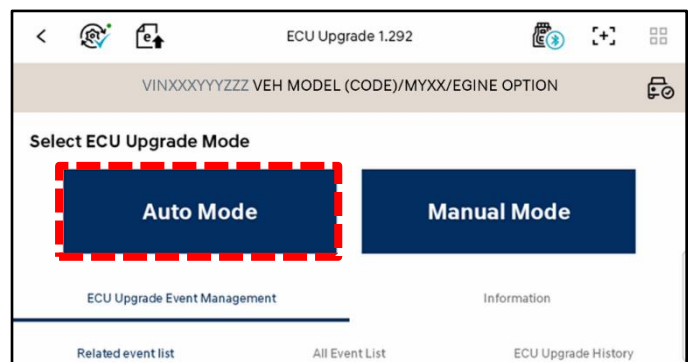 ECU Upgrade 1.292
VINXXXYYYZZZ VEH MODEL (CODE)/MYXX/EGINE OPTION
Select ECU Upgrade Mode
Auto Mode
Manual Mode
ECU Upgrade Event Management
Information
Related event list
All Event List
ECU Upgrade History